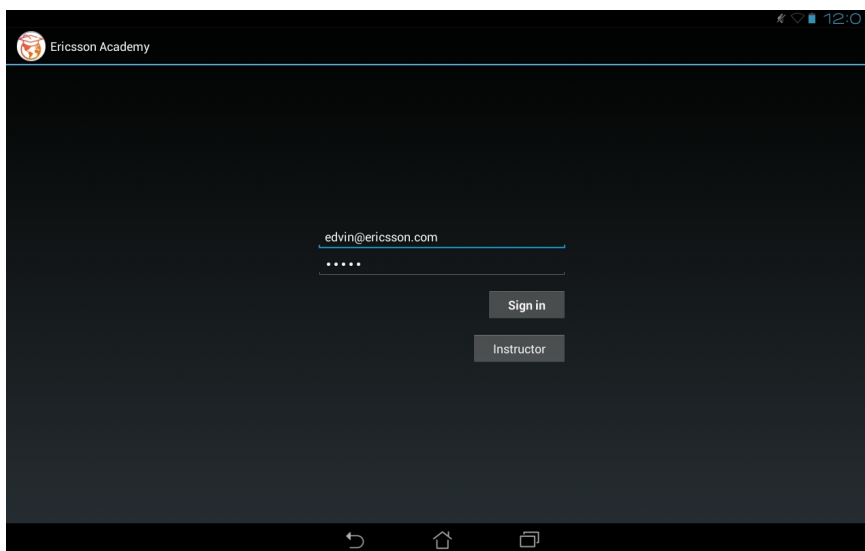 12:0
Ericsson Academy
edvin@ericsson.com
•••••
Sign in
Instructor